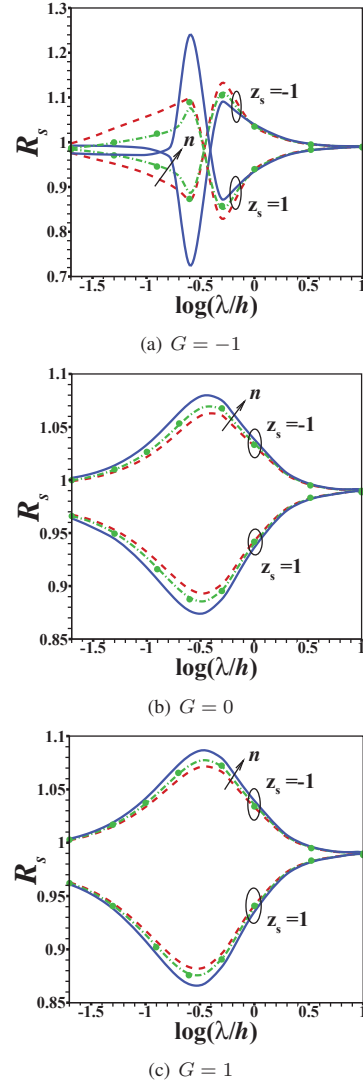 1.3
1.2
1.1
1
0.9
0.8
0.7
R_s
n
z_s=-1
z_s=1
-1.5 -1 -0.5 0 0.5 1
log(λ/h)
(a) G = −1
1.1
1.05
1
0.95
0.9
0.85
R_s
n
z_s=-1
z_s=1
-1.5 -1 -0.5 0 0.5 1
log(λ/h)
(b) G = 0
1.1
1.05
1
0.95
0.9
0.85
R_s
n
z_s=-1
z_s=1
-1.5 -1 -0.5 0 0.5 1
log(λ/h)
(c) G = 1